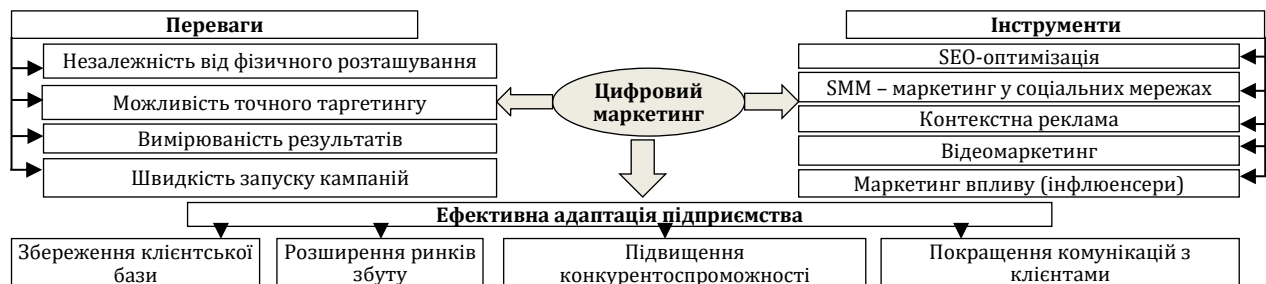 Переваги
Незалежність від фізичного розташування
Можливість точного таргетингу
Вимірюваність результатів
Швидкість запуску кампаній
Цифровий
маркетинг
Інструменти
SEO-оптимізація
SMM – маркетинг у соціальних мережах
Контекстна реклама
Відеомаркетинг
Маркетинг впливу (інфлюенсери)
Ефективна адаптація підприємства
Збереження клієнтської
бази
Розширення ринків
збуту
Підвищення
конкурентоспроможності
Покращення комунікацій з
клієнтами